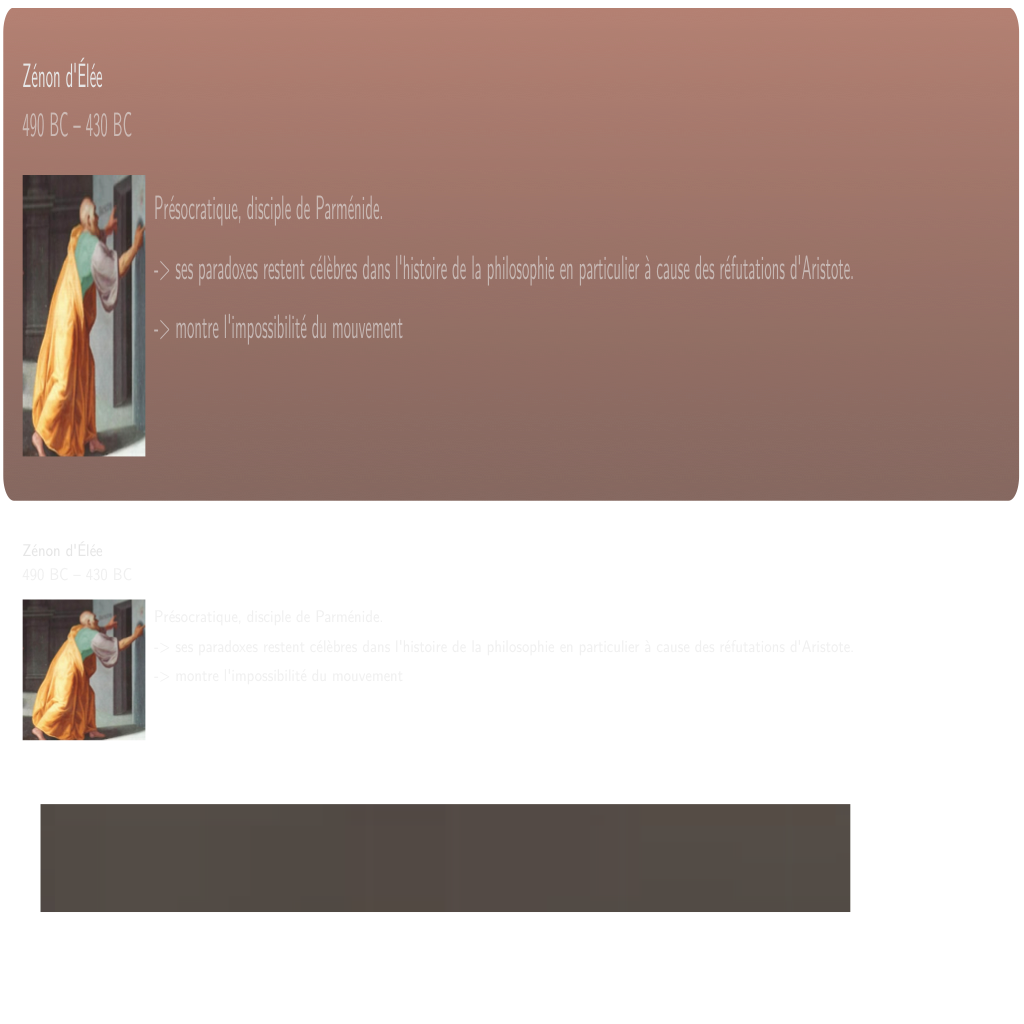 Zénon d'Élée
490 BC – 430 BC
Présocratique, disciple de Parménide.
-> ses paradoxes restent célèbres dans l'histoire de la philosophie en particulier à cause des réfutations d'Aristote.
-> montre l'impossibilité du mouvement
Zénon d'Élée
490 BC – 430 BC
Présocratique, disciple de Parménide.
-> ses paradoxes restent célèbres dans l'histoire de la philosophie en particulier à cause des réfutations d'Aristote.
-> montre l'impossibilité du mouvement